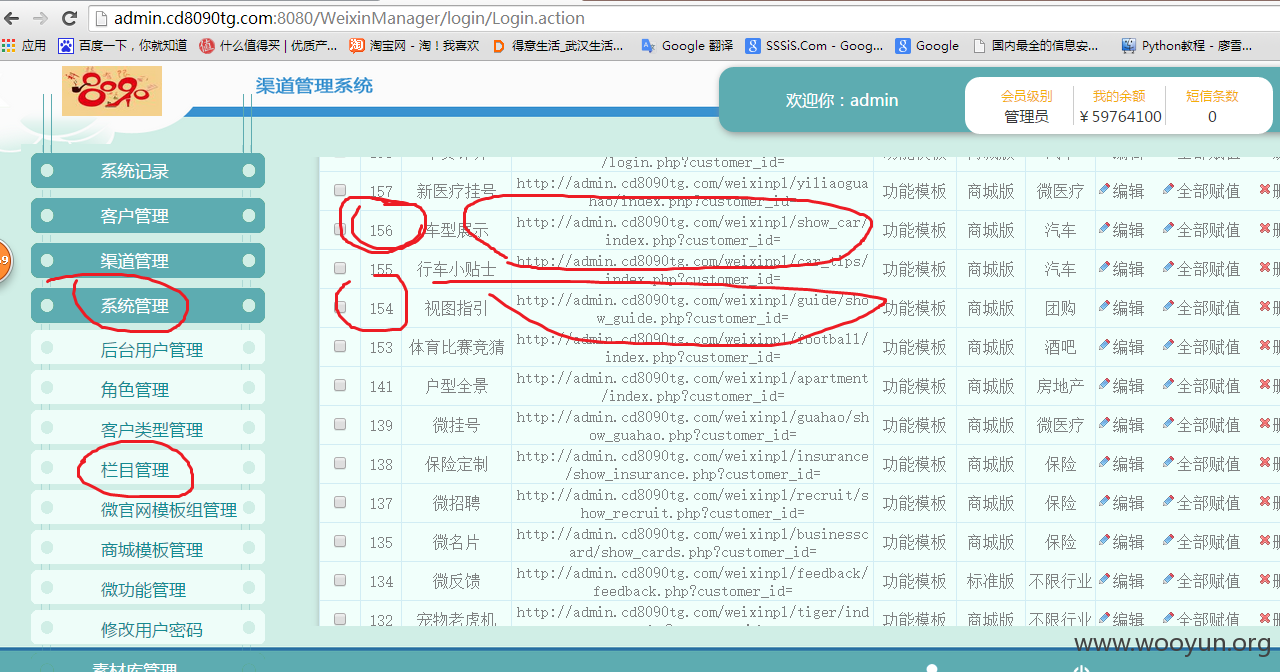 admin.cd8090tg.com:8080/WeixinManager/login/Login.action
应用 百度一下，你就知道 什么值得买 | 优质产... 淘宝网 - 淘！我喜欢 得意生活_武汉生活... Google 翻译 SSSiS.Com - Goog... Google 国内最全的信息安... Python教程 - 廖雪...
8090
渠道管理系统
欢迎你：admin
会员级别 我的余额 短信条数
管理员 ¥59764100 0
系统记录
客户管理
渠道管理
系统管理
后台用户管理
角色管理
客户类型管理
栏目管理
微官网模板组管理
商城模板管理
微功能管理
修改用户密码
素材库管理
/login.php?customer_id=
157 新医疗挂号 http://admin.cd8090tg.com/weixinpl/yiliaogua 功能模板 商城版 微医疗 编辑 全部赋值
hao/index.php?customer_id=
156 车型展示 http://admin.cd8090tg.com/weixinpl/show_car/ 功能模板 商城版 汽车 编辑 全部赋值
index.php?customer_id=
155 行车小贴士 http://admin.cd8090tg.com/weixinpl/car_tips/ 功能模板 商城版 汽车 编辑 全部赋值
index.php?customer_id=
154 视图指引 http://admin.cd8090tg.com/weixinpl/guide/sho 功能模板 商城版 团购 编辑 全部赋值
w_guide.php?customer_id=
153 体育比赛竞猜 http://admin.cd8090tg.com/weixinpl/football/ 功能模板 商城版 酒吧 编辑 全部赋值
index.php?customer_id=
141 户型全景 http://admin.cd8090tg.com/weixinpl/apartment 功能模板 商城版 房地产 编辑 全部赋值
/index.php?customer_id=
139 微挂号 http://admin.cd8090tg.com/weixinpl/guahao/sh 功能模板 商城版 微医疗 编辑 全部赋值
ow_guahao.php?customer_id=
138 保险定制 http://admin.cd8090tg.com/weixinpl/insurance 功能模板 商城版 保险 编辑 全部赋值
/show_insurance.php?customer_id=
137 微招聘 http://admin.cd8090tg.com/weixinpl/recruit/s 功能模板 商城版 保险 编辑 全部赋值
how_recruit.php?customer_id=
135 微名片 http://admin.cd8090tg.com/weixinpl/businessc 功能模板 商城版 保险 编辑 全部赋值
ard/show_cards.php?customer_id=
134 微反馈 http://admin.cd8090tg.com/weixinpl/feedback/ 功能模板 标准版 不限行业 编辑 全部赋值
feedback.php?customer_id=
132 宠物老虎机 http://admin.cd8090tg.com/weixinpl/tiger/ind 功能模板 商城版 不限行业 编辑 全部赋值
www.wooyun.org